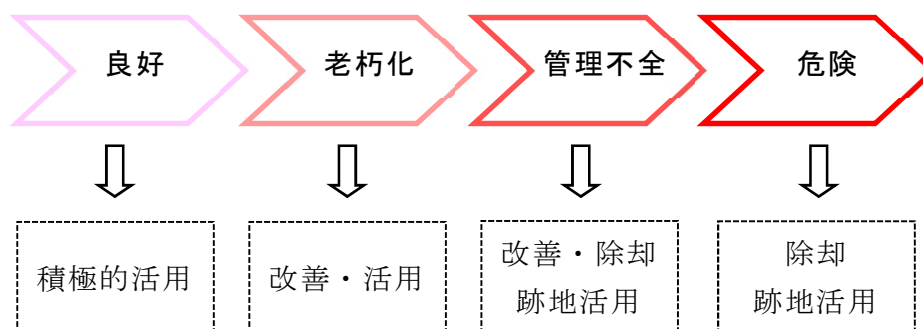 良好
老朽化
管理不全
危険
積極的活用
改善・活用
改善・除却
跡地活用
除却
跡地活用